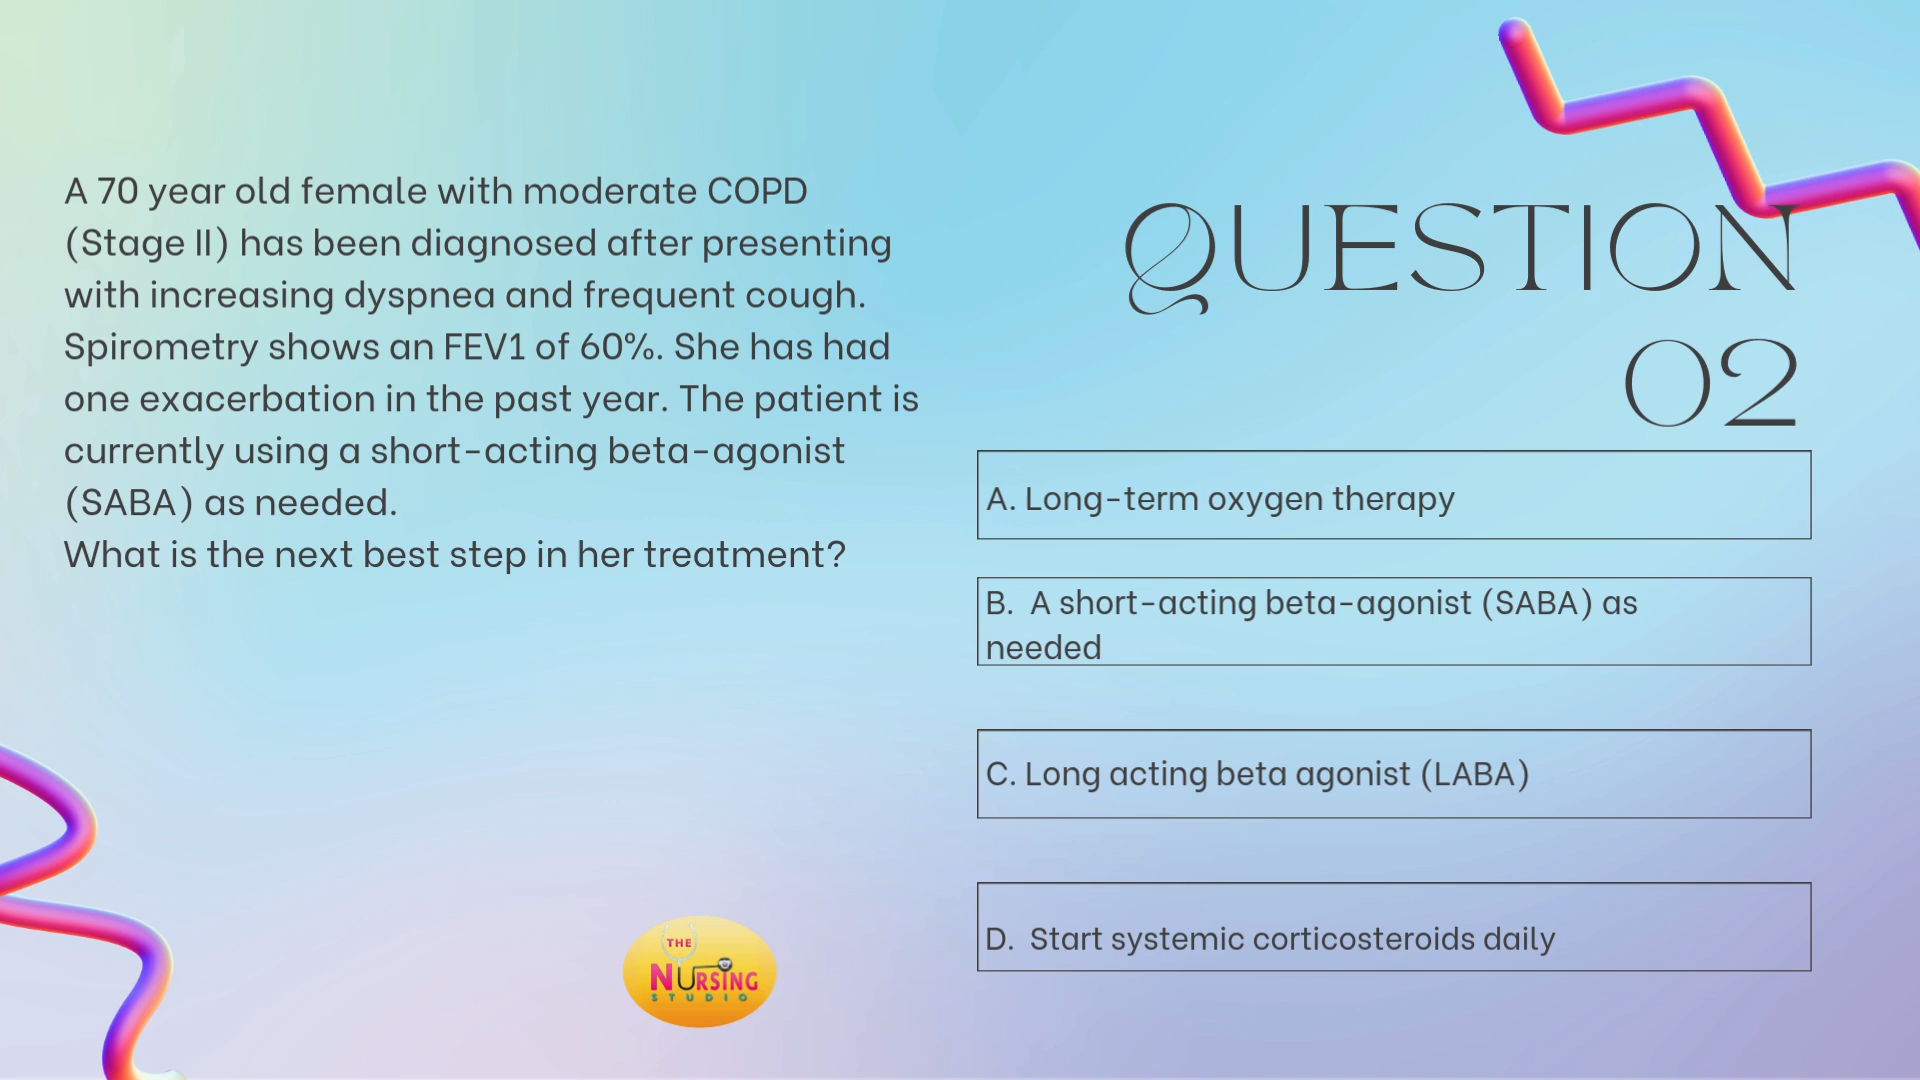 A 70 year old female with moderate COPD
(Stage II) has been diagnosed after presenting
with increasing dyspnea and frequent cough.
Spirometry shows an FEV1 of 60%. She has had
one exacerbation in the past year. The patient is
currently using a short-acting beta-agonist
(SABA) as needed.
What is the next best step in her treatment?
QUESTION
02
A. Long-term oxygen therapy
B. A short-acting beta-agonist (SABA) as
needed
C. Long acting beta agonist (LABA)
D. Start systemic corticosteroids daily
THE
NURSING
STUDIO